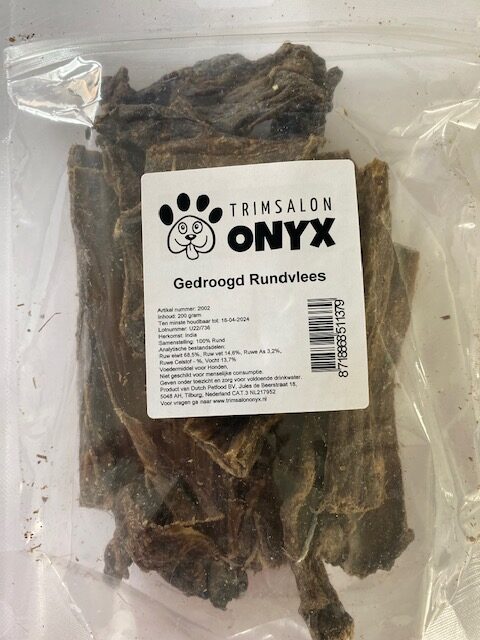 TRIMSALON
ONYX
Gedroogd Rundvlees
Artikel nummer: 2002
Inhoud: 200 gram
Ten minste houdbaar tot: 18-04-2024
Lotnummer: U22/736
Herkomst: India
Samenstelling: 100% Rund
Analytische bestandsdelen:
Ruw eiwit 68,5%, Ruw vet 14,6%, Ruwe As 3,2%,
Ruwe Celstof - %, Vocht 13,7%
Voedermiddel voor Honden,
Niet geschikt voor menselijke consumptie.
Geven onder toezicht en zorg voor voldoende drinkwater.
Product van Dutch Petfood BV, Jules de Beerstraat 18,
5048 AH, Tilburg, Nederland CAT.3 NL217952
Voor vragen ga naar www.trimsalononyx.nl
8718685511379